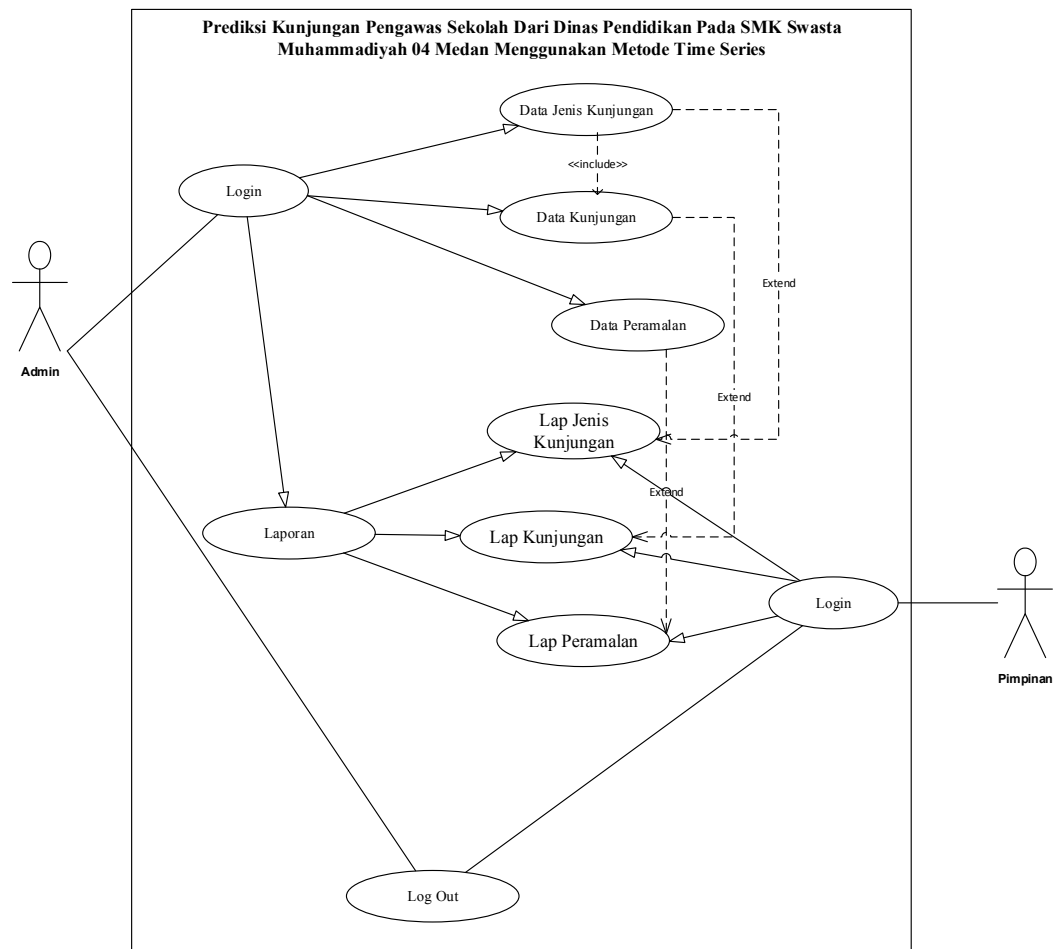 Prediksi Kunjungan Pengawas Sekolah Dari Dinas Pendidikan Pada SMK Swasta
Muhammadiyah 04 Medan Menggunakan Metode Time Series
Data Jenis Kunjungan
<<include>>
Login
Data Kunjungan
Extend
Data Peramalan
Admin
Extend
Lap Jenis
Kunjungan
Extend
Laporan
Lap Kunjungan
Login
Lap Peramalan
Pimpinan
Log Out